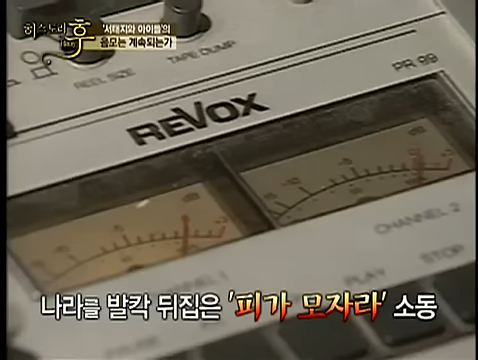 히스토리 후
'서태지와 아이들'의
음모는 계속되는가
REEL SIZE
TAPE DUMP
PR 99
REVOX
CHANNEL 2
CHANNEL 1
PLAY
STOP
나라를 발칵 뒤집은 '피가 모자라' 소동